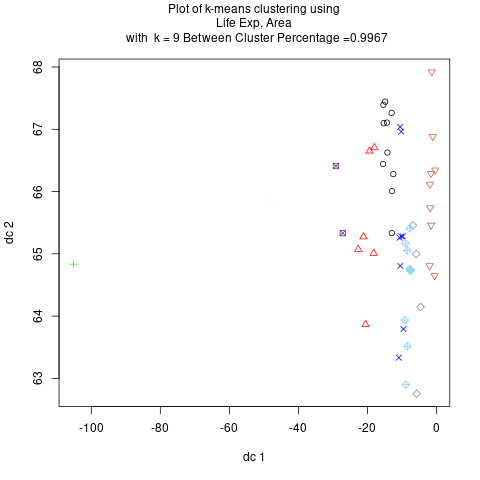 Plot of k-means clustering using
Life Exp, Area
with k = 9 Between Cluster Percentage =0.9967
68
67
66
65
64
63
dc 2
-100
-80
-60
-40
-20
0
dc 1